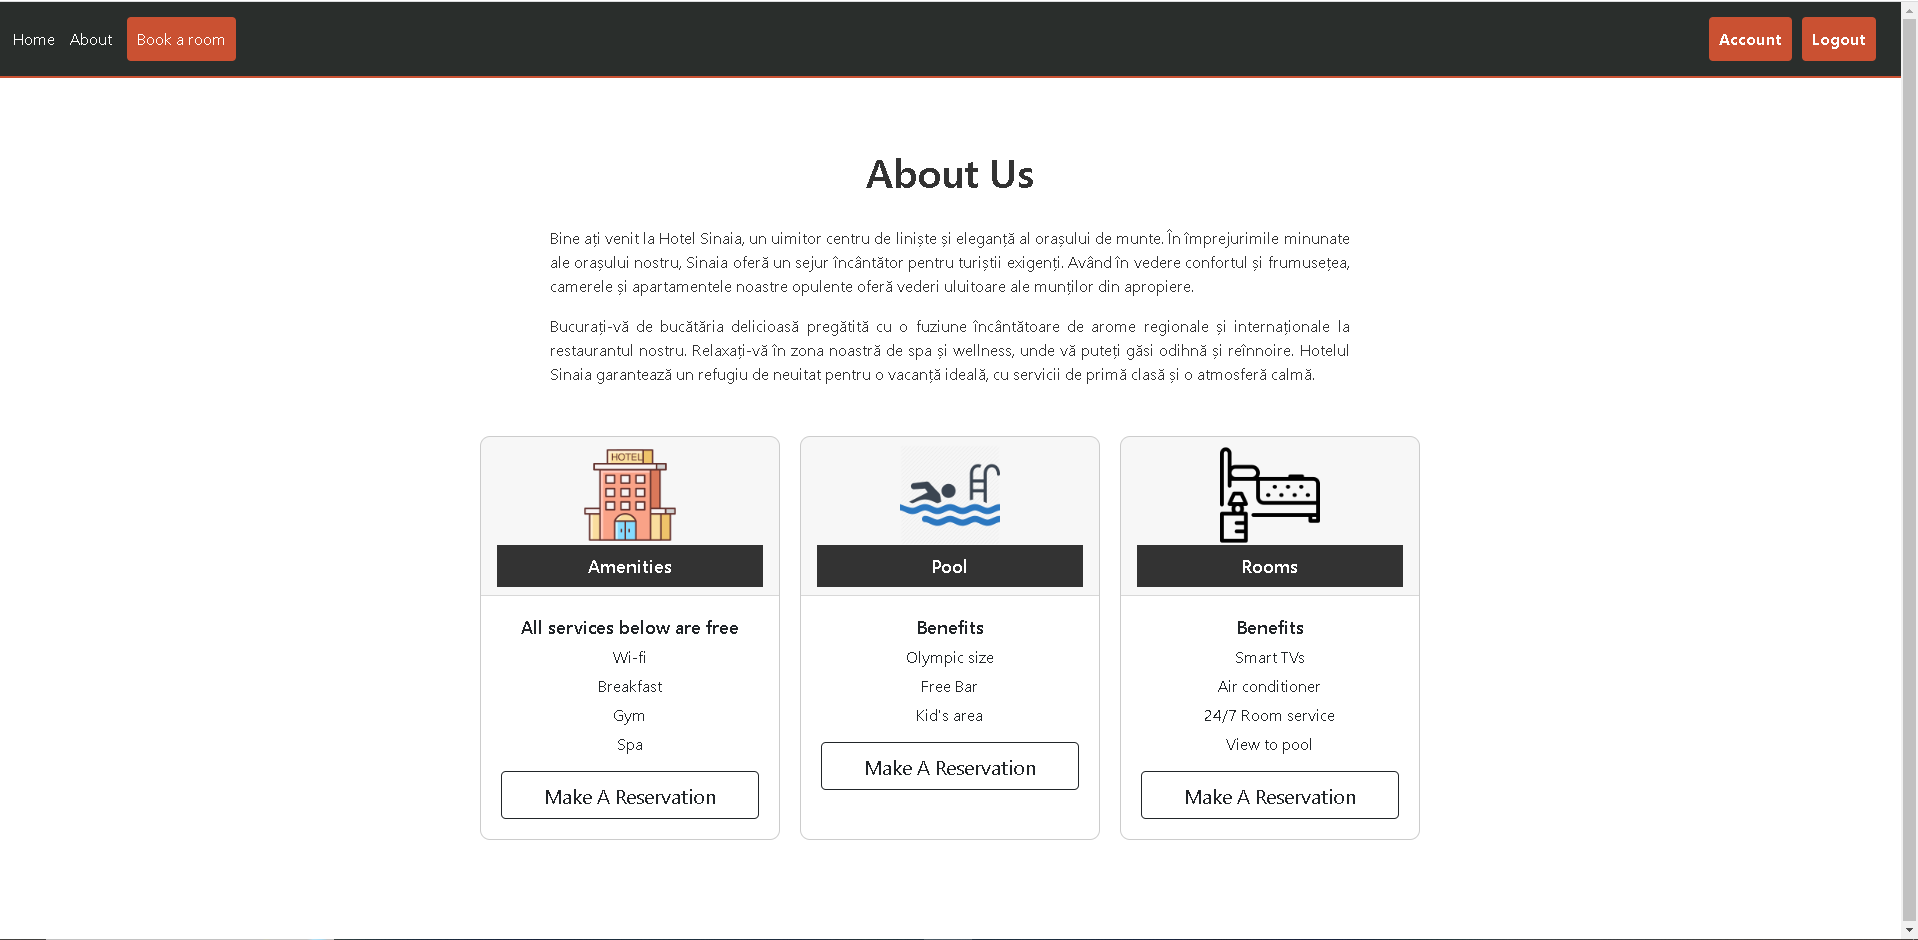 Home About Book a room Account Logout
About Us
Bine ați venit la Hotel Sinaia, un uimitor centru de liniște și eleganță al orașului de munte. În împrejurimile minunate
ale orașului nostru, Sinaia oferă un sejur încântător pentru turiștii exigenți. Având în vedere confortul și frumusețea,
camerele și apartamentele noastre opulente oferă vederi uluitoare ale munților din apropiere.
Bucurați-vă de bucătăria delicioasă pregătită cu o fuziune încântătoare de arome regionale și internaționale la
restaurantul nostru. Relaxați-vă în zona noastră de spa și wellness, unde vă puteți găsi odihnă și reînnoire. Hotelul
Sinaia garantează un refugiu de neuitat pentru o vacanță ideală, cu servicii de primă clasă și o atmosferă calmă.
HOTEL
Amenities
All services below are free
Wi-fi
Breakfast
Gym
Spa
Make A Reservation
Pool
Benefits
Olympic size
Free Bar
Kid's area
Make A Reservation
Rooms
Benefits
Smart TVs
Air conditioner
24/7 Room service
View to pool
Make A Reservation